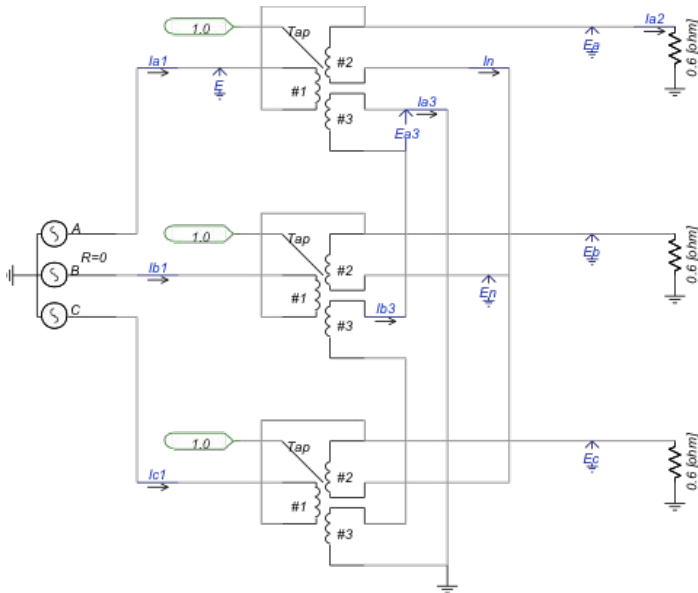 1.0
Tap
Ia2
Ia1
#2
In
Ea
0.6 [ohm]
E
#1
#3
Ia3
Ea3
A
1.0
Tap
R=0
#2
Eb
0.6 [ohm]
B
Ib1
#1
En
C
#3
Ib3
1.0
Tap
#2
Ec
0.6 [ohm]
Ic1
#1
#3